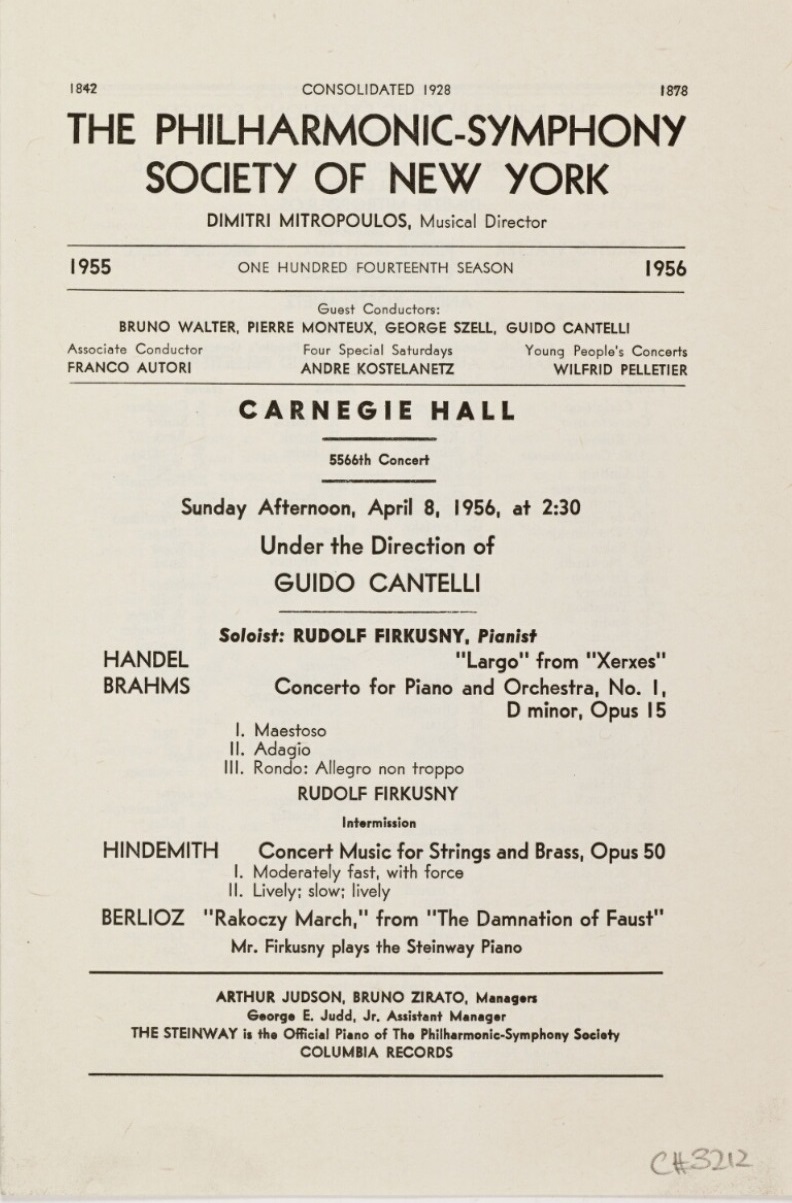 1842 CONSOLIDATED 1928 1878
THE PHILHARMONIC-SYMPHONY
SOCIETY OF NEW YORK
DIMITRI MITROPOULOS, Musical Director
1955 ONE HUNDRED FOURTEENTH SEASON 1956
Guest Conductors:
BRUNO WALTER, PIERRE MONTEUX, GEORGE SZELL, GUIDO CANTELLI
Associate Conductor Four Special Saturdays Young People's Concerts
FRANCO AUTORI ANDRE KOSTELANETZ WILFRID PELLETIER
CARNEGIE HALL
5566th Concert
Sunday Afternoon, April 8, 1956, at 2:30
Under the Direction of
GUIDO CANTELLI
Soloist: RUDOLF FIRKUSNY, Pianist
HANDEL "Largo" from "Xerxes"
BRAHMS Concerto for Piano and Orchestra, No. 1,
D minor, Opus 15
I. Maestoso
II. Adagio
III. Rondo: Allegro non troppo
RUDOLF FIRKUSNY
Intermission
HINDEMITH Concert Music for Strings and Brass, Opus 50
I. Moderately fast, with force
II. Lively; slow; lively
BERLIOZ "Rakoczy March," from "The Damnation of Faust"
Mr. Firkusny plays the Steinway Piano
ARTHUR JUDSON, BRUNO ZIRATO, Managers
George E. Judd, Jr. Assistant Manager
THE STEINWAY is the Official Piano of The Philharmonic-Symphony Society
COLUMBIA RECORDS
CH#3212